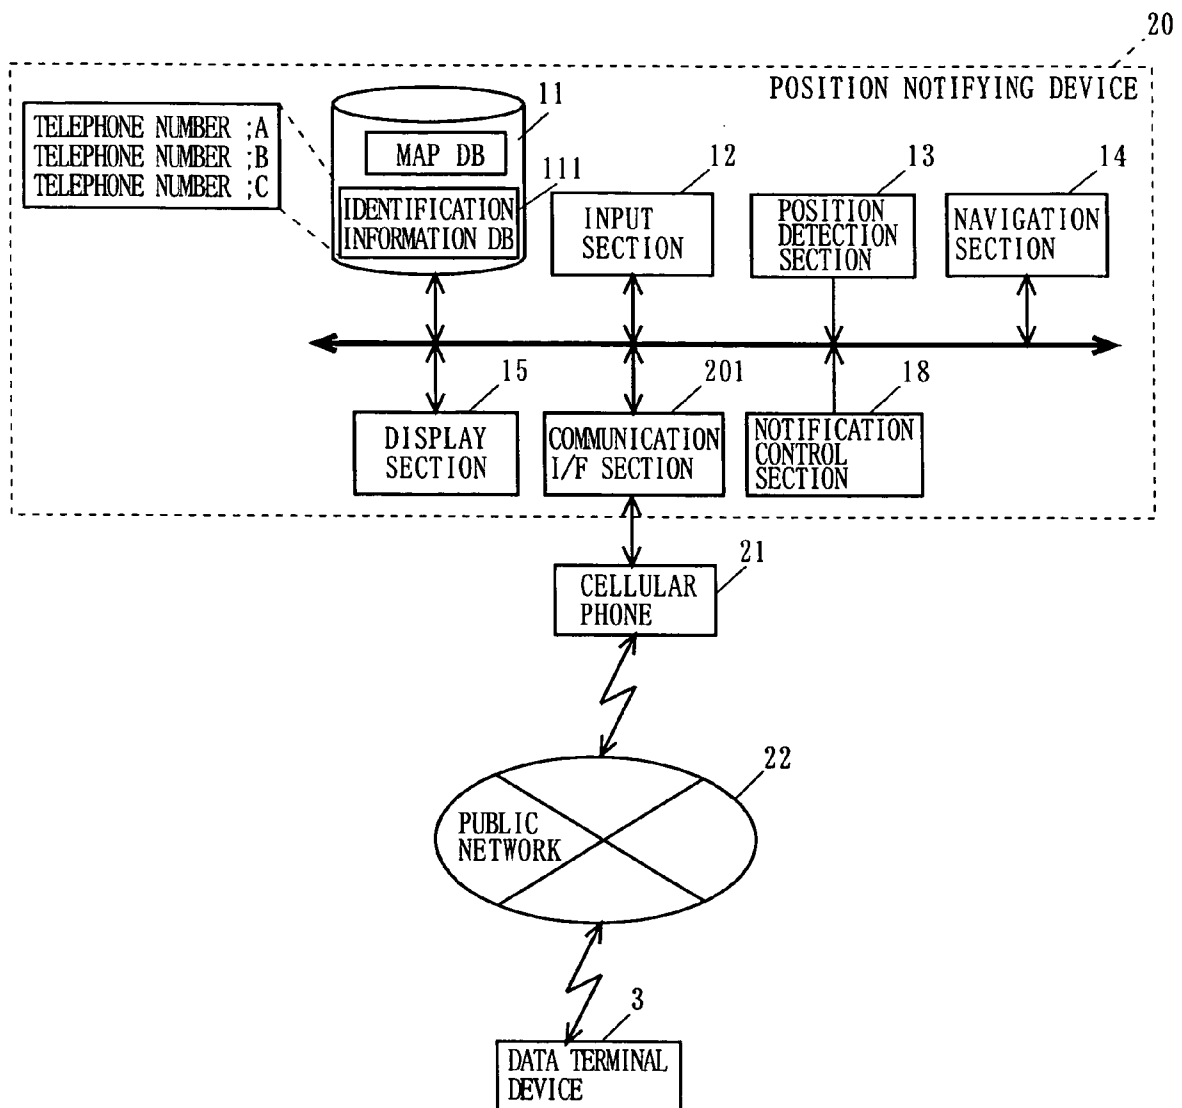 20
POSITION NOTIFYING DEVICE
TELEPHONE NUMBER ;A
TELEPHONE NUMBER ;B
TELEPHONE NUMBER ;C
11
MAP DB
111
IDENTIFICATION
INFORMATION DB
12
INPUT
SECTION
13
POSITION
DETECTION
SECTION
14
NAVIGATION
SECTION
15
DISPLAY
SECTION
201
COMMUNICATION
I/F SECTION
18
NOTIFICATION
CONTROL
SECTION
21
CELLULAR
PHONE
22
PUBLIC
NETWORK
3
DATA TERMINAL
DEVICE